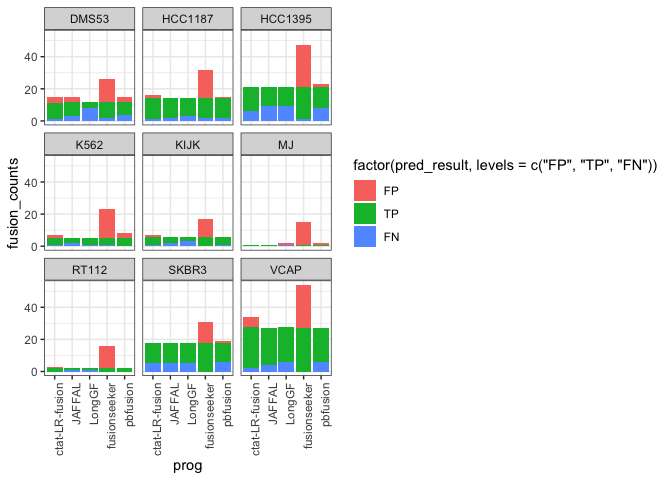 DMS53 HCC1187 HCC1395
40
20
0
K562 KIJK MJ
40
20
0
RT112 SKBR3 VCAP
40
20
0
ctat-LR-fusion JAFFAL LongGF fusionseeker pbfusion ctat-LR-fusion JAFFAL LongGF fusionseeker pbfusion ctat-LR-fusion JAFFAL LongGF fusionseeker pbfusion
prog
fusion_counts
factor(pred_result, levels = c("FP", "TP", "FN"))
FP
TP
FN